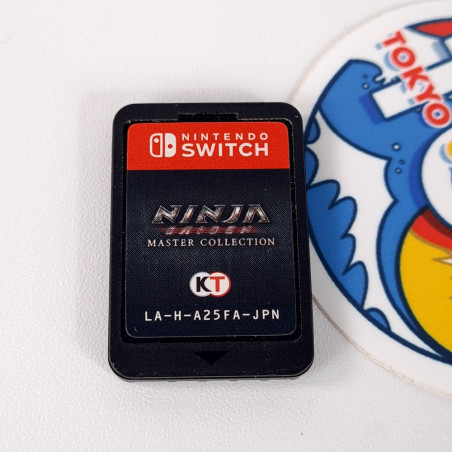 NINTENDO
SWITCH
NINJA
GAIDEN
MASTER COLLECTION
KT
LA-H-A25FA-JPN
TOKYO